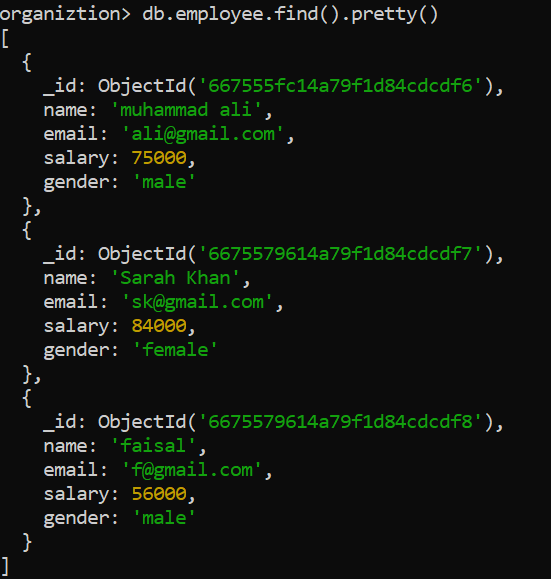 organiztion> db.employee.find().pretty()
[
  {
    _id: ObjectId('667555fc14a79f1d84cdcdf6'),
    name: 'muhammad ali',
    email: 'ali@gmail.com',
    salary: 75000,
    gender: 'male'
  },
  {
    _id: ObjectId('6675579614a79f1d84cdcdf7'),
    name: 'Sarah Khan',
    email: 'sk@gmail.com',
    salary: 84000,
    gender: 'female'
  },
  {
    _id: ObjectId('6675579614a79f1d84cdcdf8'),
    name: 'faisal',
    email: 'f@gmail.com',
    salary: 56000,
    gender: 'male'
  }
]